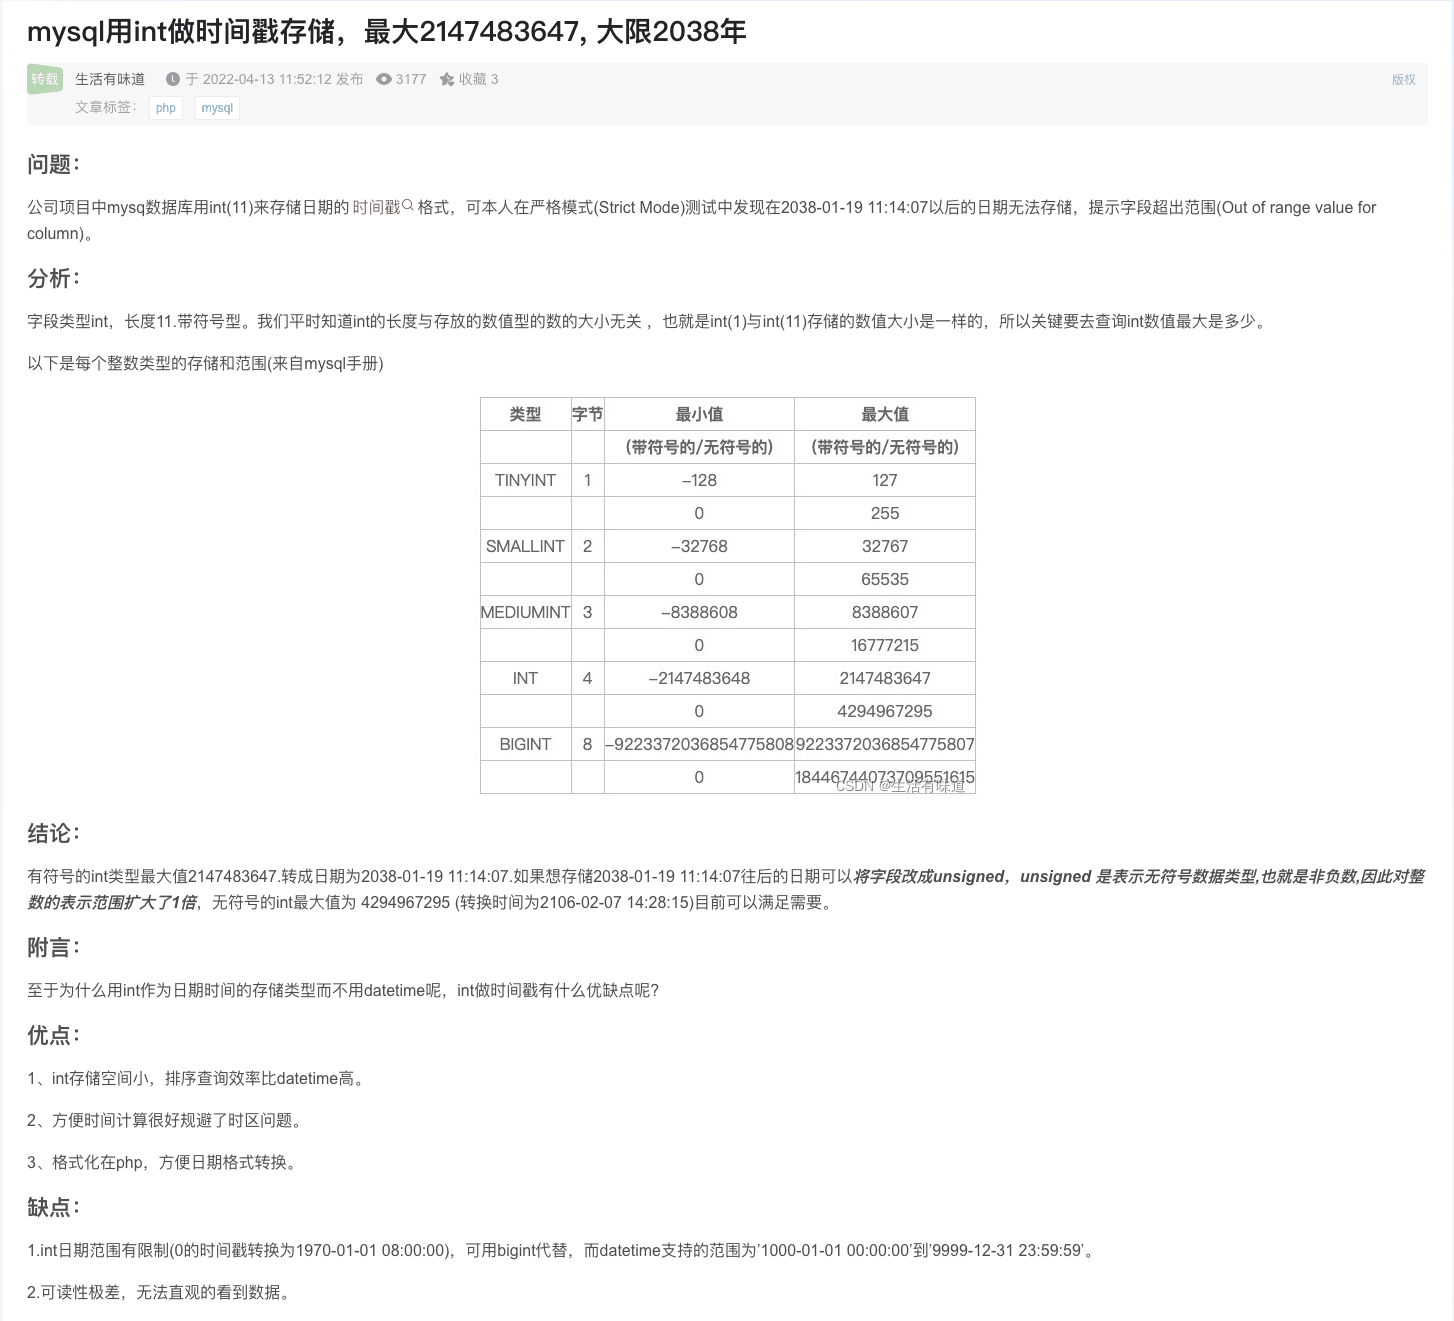 mysql用int做时间戳存储，最大2147483647, 大限2038年
转载 生活有味道 于 2022-04-13 11:52:12 发布 3177 收藏 3 版权
文章标签： php mysql
问题：
公司项目中mysq数据库用int(11)来存储日期的 时间戳 格式，可本人在严格模式(Strict Mode)测试中发现在2038-01-19 11:14:07以后的日期无法存储，提示字段超出范围(Out of range value for
column)。
分析：
字段类型int，长度11.带符号型。我们平时知道int的长度与存放的数值型的数的大小无关 ，也就是int(1)与int(11)存储的数值大小是一样的，所以关键要去查询int数值最大是多少。
以下是每个整数类型的存储和范围(来自mysql手册)
类型 字节 最小值 最大值
（带符号的/无符号的） （带符号的/无符号的）
TINYINT 1 -128 127
0 255
SMALLINT 2 -32768 32767
0 65535
MEDIUMINT 3 -8388608 8388607
0 16777215
INT 4 -2147483648 2147483647
0 4294967295
BIGINT 8 -9223372036854775808 9223372036854775807
0 18446744073709551615
CSDN @生活有味道
结论：
有符号的int类型最大值2147483647.转成日期为2038-01-19 11:14:07.如果想存储2038-01-19 11:14:07往后的日期可以将字段改成unsigned，unsigned 是表示无符号数据类型,也就是非负数,因此对整
数的表示范围扩大了1倍，无符号的int最大值为 4294967295 (转换时间为2106-02-07 14:28:15)目前可以满足需要。
附言：
至于为什么用int作为日期时间的存储类型而不用datetime呢，int做时间戳有什么优缺点呢?
优点：
1、int存储空间小，排序查询效率比datetime高。
2、方便时间计算很好规避了时区问题。
3、格式化在php，方便日期格式转换。
缺点：
1.int日期范围有限制(0的时间戳转换为1970-01-01 08:00:00)，可用bigint代替，而datetime支持的范围为’1000-01-01 00:00:00’到’9999-12-31 23:59:59’。
2.可读性极差，无法直观的看到数据。